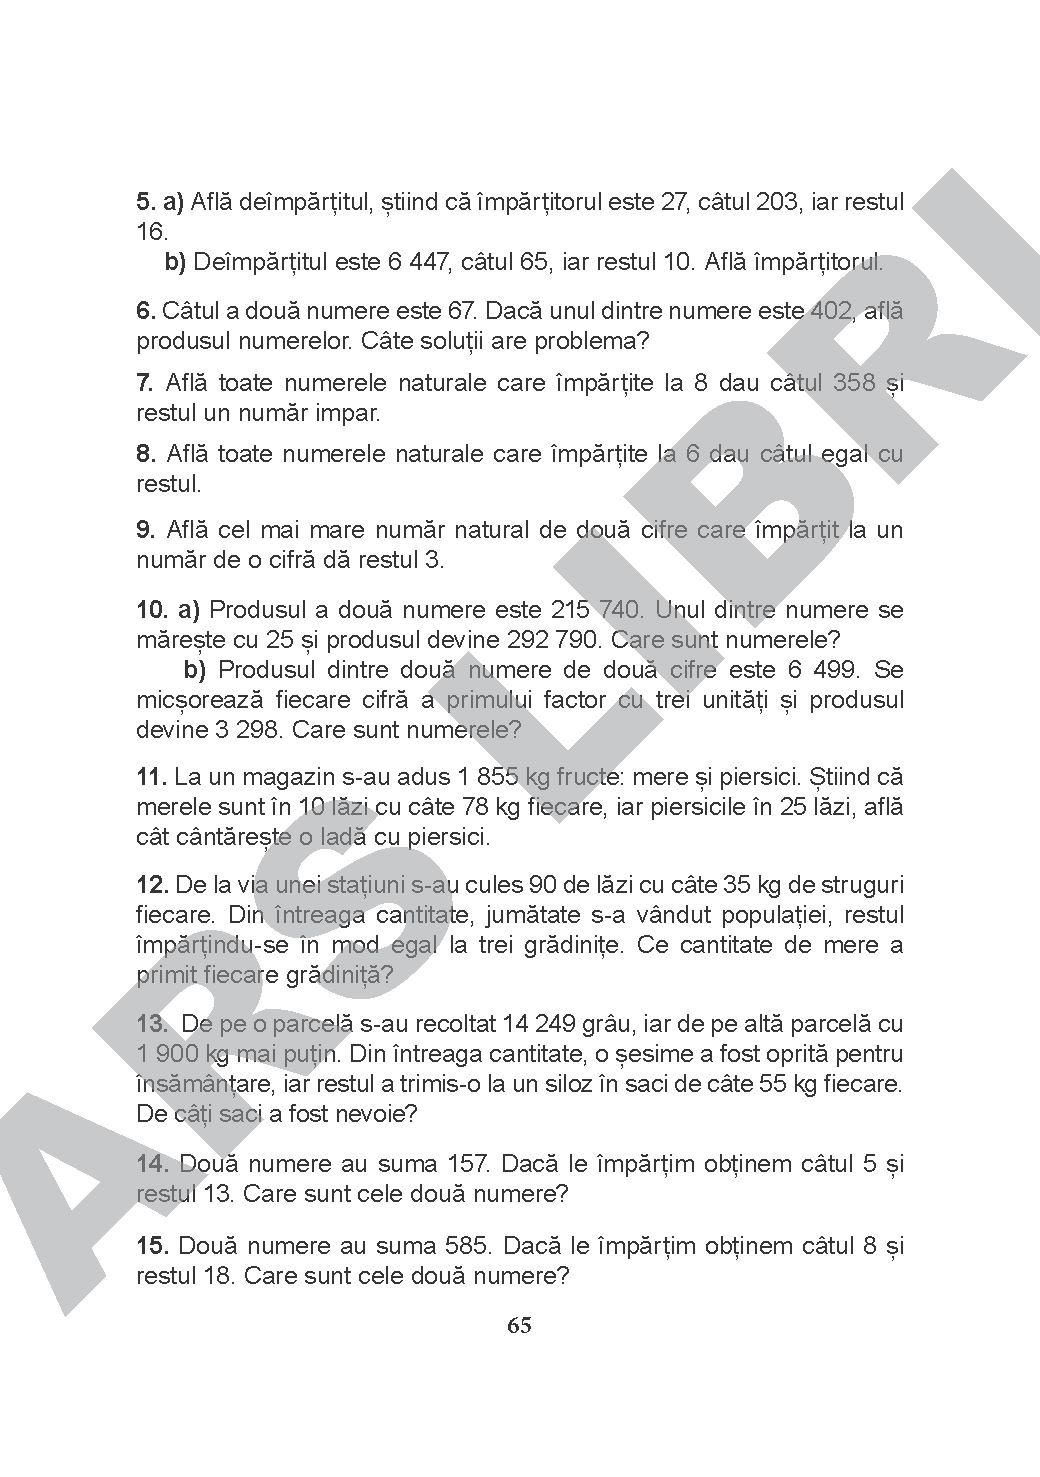 5. a) Află deîmpărțitul, știind că împărțitorul este 27, câtul 203, iar restul
16.
b) Deîmpărțitul este 6 447, câtul 65, iar restul 10. Află împărțitorul.
6. Câtul a două numere este 67. Dacă unul dintre numere este 402, află
produsul numerelor. Câte soluții are problema?
7. Află toate numerele naturale care împărțite la 8 dau câtul 358 și
restul un număr impar.
8. Află toate numerele naturale care împărțite la 6 dau câtul egal cu
restul.
9. Află cel mai mare număr natural de două cifre care împărțit la un
număr de o cifră dă restul 3.
10. a) Produsul a două numere este 215 740. Unul dintre numere se
mărește cu 25 și produsul devine 292 790. Care sunt numerele?
b) Produsul dintre două numere de două cifre este 6 499. Se
micșorează fiecare cifră a primului factor cu trei unități și produsul
devine 3 298. Care sunt numerele?
11. La un magazin s-au adus 1 855 kg fructe: mere și piersici. Știind că
merele sunt în 10 lăzi cu câte 78 kg fiecare, iar piersicile în 25 lăzi, află
cât cântărește o ladă cu piersici.
12. De la via unei stațiuni s-au cules 90 de lăzi cu câte 35 kg de struguri
fiecare. Din întreaga cantitate, jumătate s-a vândut populației, restul
împărțindu-se în mod egal la trei grădinițe. Ce cantitate de mere a
primit fiecare grădiniță?
13. De pe o parcelă s-au recoltat 14 249 grâu, iar de pe altă parcelă cu
1 900 kg mai puțin. Din întreaga cantitate, o șesime a fost oprită pentru
însămânțare, iar restul a trimis-o la un siloz în saci de câte 55 kg fiecare.
De câți saci a fost nevoie?
14. Două numere au suma 157. Dacă le împărțim obținem câtul 5 și
restul 13. Care sunt cele două numere?
15. Două numere au suma 585. Dacă le împărțim obținem câtul 8 și
restul 18. Care sunt cele două numere?
65
ARS LIBRI